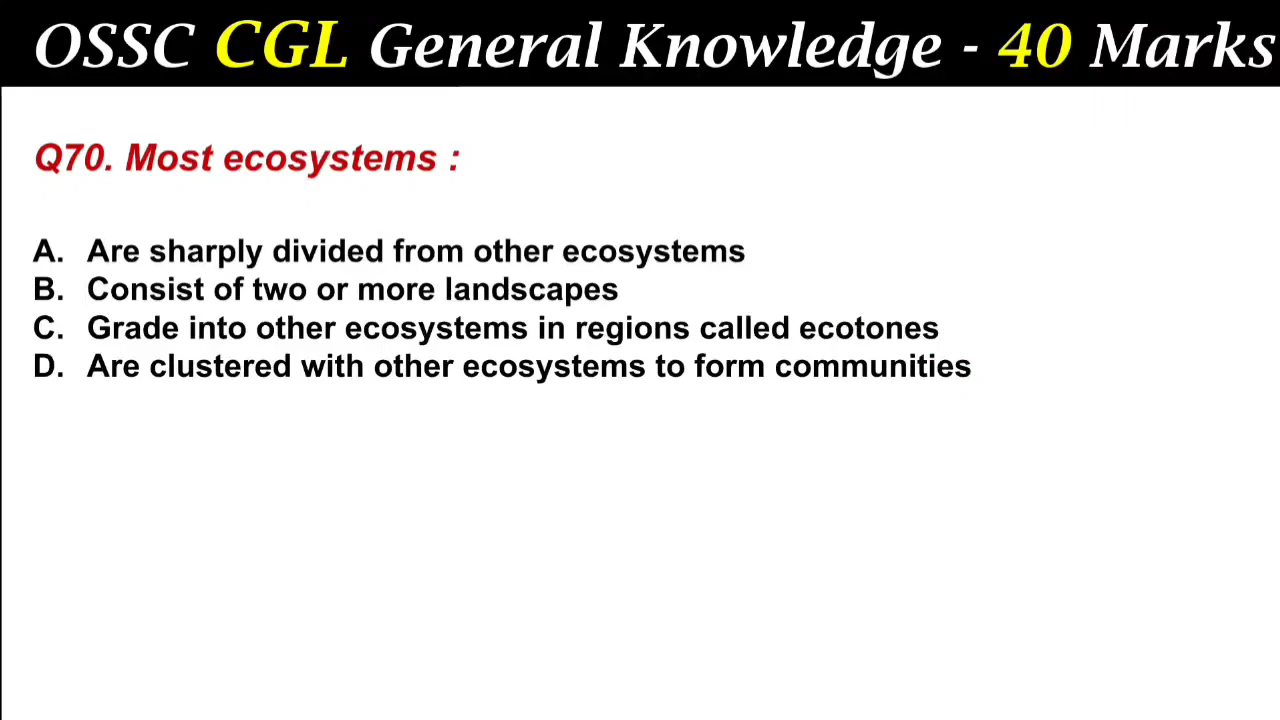 OSSC CGL General Knowledge - 40 Marks
Q70. Most ecosystems :
A. Are sharply divided from other ecosystems
B. Consist of two or more landscapes
C. Grade into other ecosystems in regions called ecotones
D. Are clustered with other ecosystems to form communities